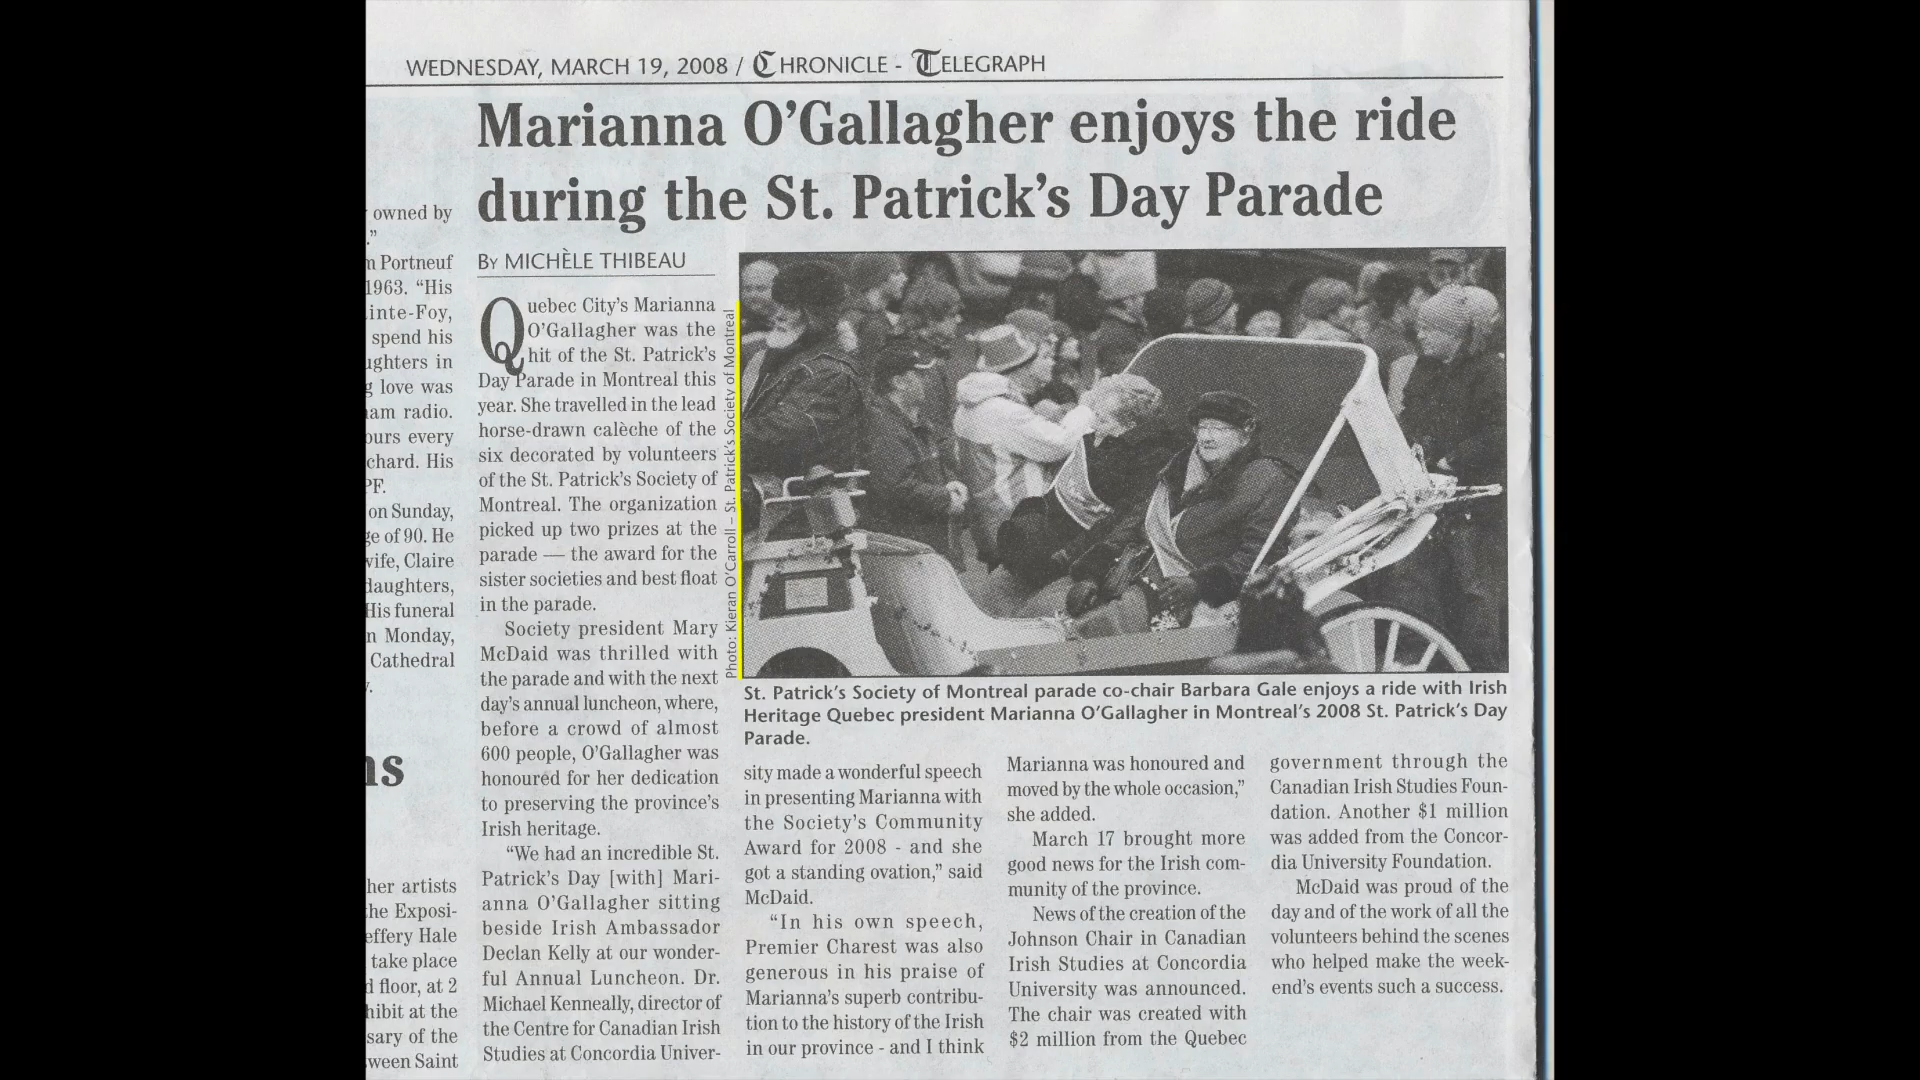 WEDNESDAY, MARCH 19, 2008 / CHRONICLE - TELEGRAPH
Marianna O'Gallagher enjoys the ride
during the St. Patrick's Day Parade
owned by
."
Portneuf
1963. "His
inte-Foy,
spend his
ughters in
love was
am radio.
ours every
chard. His
PF.
on Sunday,
ge of 90. He
wife, Claire
daughters,
His funeral
n Monday,
Cathedral
ns
her artists
the Exposi-
effery Hale
take place
d floor, at 2
hibit at the
sary of the
ween Saint
BY MICHÈLE THIBEAU
Quebec City's Marianna
O'Gallagher was the
hit of the St. Patrick's
Day Parade in Montreal this
year. She travelled in the lead
horse-drawn calèche of the
six decorated by volunteers
of the St. Patrick's Society of
Montreal. The organization
picked up two prizes at the
parade — the award for the
sister societies and best float
in the parade.
Society president Mary
McDaid was thrilled with
the parade and with the next
day's annual luncheon, where,
before a crowd of almost
600 people, O'Gallagher was
honoured for her dedication
to preserving the province's
Irish heritage.
"We had an incredible St.
Patrick's Day [with] Mari-
anna O'Gallagher sitting
beside Irish Ambassador
Declan Kelly at our wonder-
ful Annual Luncheon. Dr.
Michael Kenneally, director of
the Centre for Canadian Irish
Studies at Concordia Univer-
Photo: Kieran O'Carroll – St. Patrick's Society of Montreal
St. Patrick's Society of Montreal parade co-chair Barbara Gale enjoys a ride with Irish
Heritage Quebec president Marianna O'Gallagher in Montreal's 2008 St. Patrick's Day
Parade.
sity made a wonderful speech
in presenting Marianna with
the Society's Community
Award for 2008 - and she
got a standing ovation," said
McDaid.
"In his own speech,
Premier Charest was also
generous in his praise of
Marianna's superb contribu-
tion to the history of the Irish
in our province - and I think
Marianna was honoured and
moved by the whole occasion,"
she added.
March 17 brought more
good news for the Irish com-
munity of the province.
News of the creation of the
Johnson Chair in Canadian
Irish Studies at Concordia
University was announced.
The chair was created with
$2 million from the Quebec
government through the
Canadian Irish Studies Foun-
dation. Another $1 million
was added from the Concor-
dia University Foundation.
McDaid was proud of the
day and of the work of all the
volunteers behind the scenes
who helped make the week-
end's events such a success.